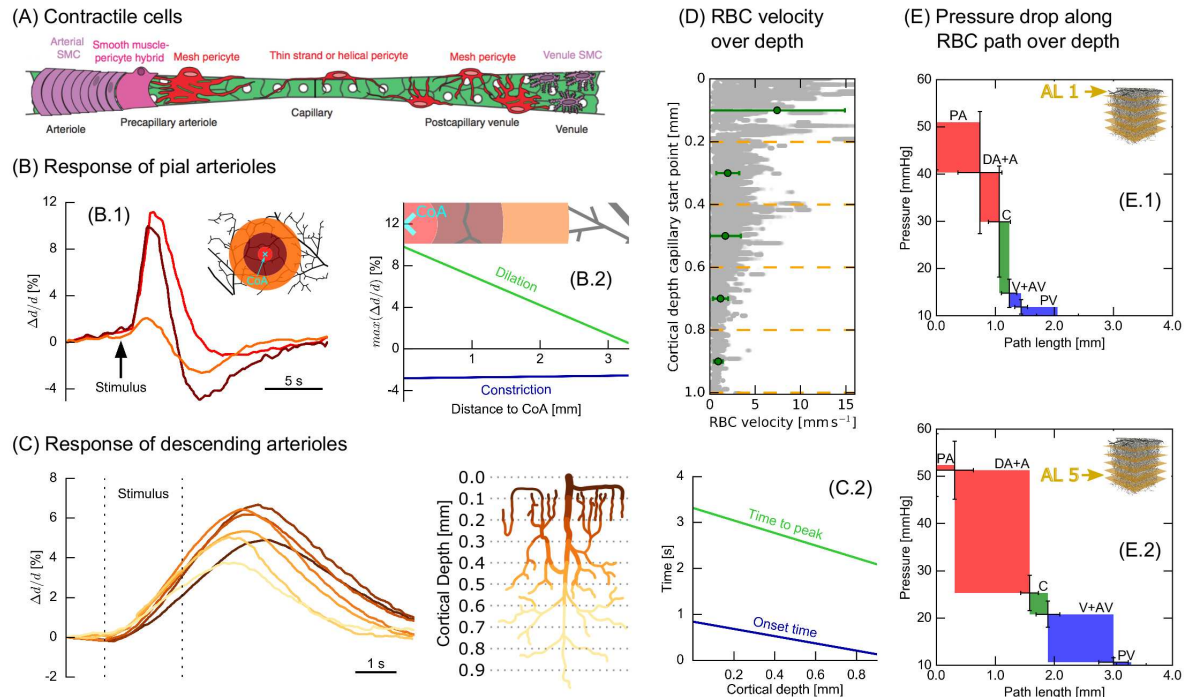 (A) Contractile cells
Arterial
SMC
Smooth muscle-
pericyte hybrid
Mesh pericyte
Thin strand or helical pericyte
Mesh pericyte
Venule SMC
Arteriole
Precapillary arteriole
Capillary
Postcapillary venule
Venule
(B) Response of pial arterioles
(B.1)
Δd/d [%]
12
8
4
0
-4
CoA
Stimulus
5 s
CoA
(B.2)
max(Δd/d) [%]
12
8
4
0
-4
Dilation
0
1
2
3
Constriction
Distance to CoA [mm]
(C) Response of descending arterioles
Δd/d [%]
8
6
4
2
0
-2
Stimulus
1 s
Cortical Depth [mm]
0.0
0.1
0.2
0.3
0.4
0.5
0.6
0.7
0.8
0.9
(D) RBC velocity
over depth
Cortical depth capillary start point [mm]
0
0.2
0.4
0.6
0.8
1.0
0
5
10
15
RBC velocity [mm s⁻¹]
(C.2)
Time [s]
4
3
2
1
0
Time to peak
Onset time
0.2
0.4
0.6
0.8
Cortical depth [mm]
(E) Pressure drop along
RBC path over depth
AL 1
(E.1)
Pressure [mmHg]
60
50
40
30
20
10
PA
DA+A
C
V+AV
PV
0.0
1.0
2.0
3.0
4.0
Path length [mm]
AL 5
(E.2)
Pressure [mmHg]
60
50
40
30
20
10
PA
DA+A
C
V+AV
PV
0.0
1.0
2.0
3.0
4.0
Path length [mm]